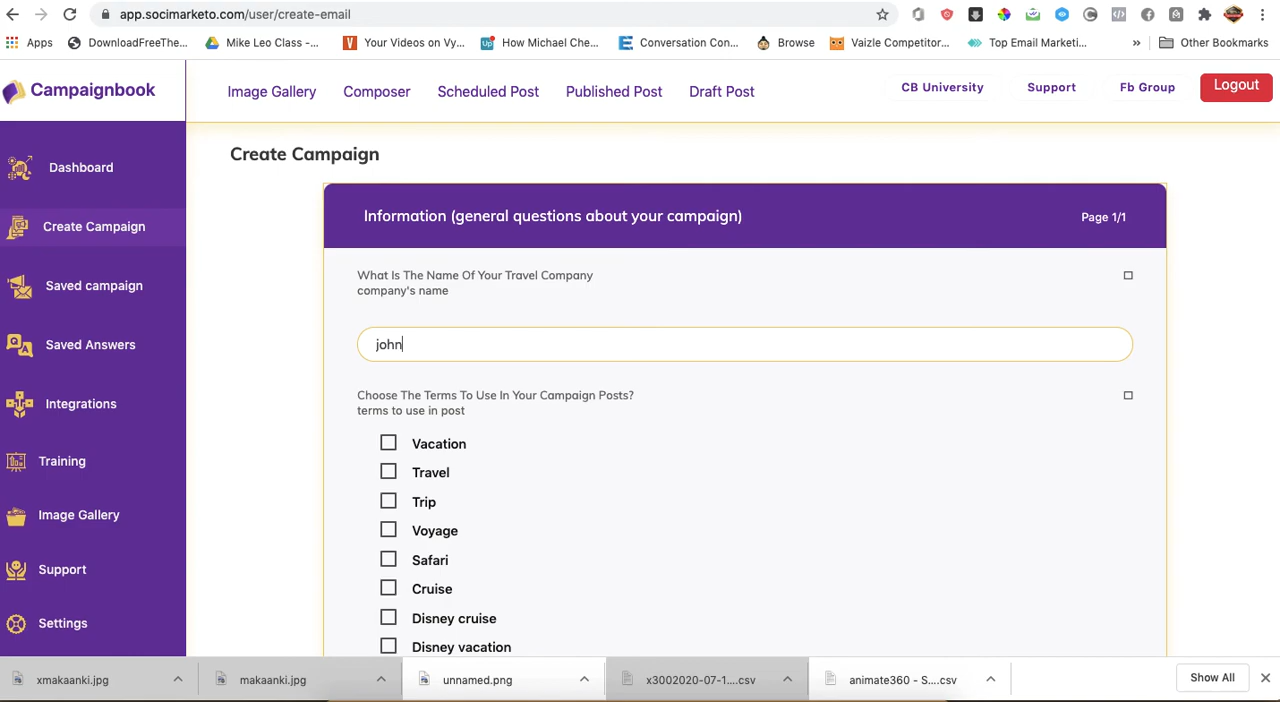 app.socimarketo.com/user/create-email
Apps
DownloadFreeThe...
Mike Leo Class -...
Your Videos on Vy...
How Michael Che...
Conversation Con...
Browse
Vaizle Competitor...
Top Email Marketi...
»
Other Bookmarks
Campaignbook
Image Gallery
Composer
Scheduled Post
Published Post
Draft Post
CB University
Support
Fb Group
Logout
Dashboard
Create Campaign
Saved campaign
Saved Answers
Integrations
Training
Image Gallery
Support
Settings
Create Campaign
Information (general questions about your campaign)
Page 1/1
What Is The Name Of Your Travel Company
company's name
john
Choose The Terms To Use In Your Campaign Posts?
terms to use in post
Vacation
Travel
Trip
Voyage
Safari
Cruise
Disney cruise
Disney vacation
xmakaanki.jpg
makaanki.jpg
unnamed.png
x3002020-07-1....csv
animate360 - S....csv
Show All